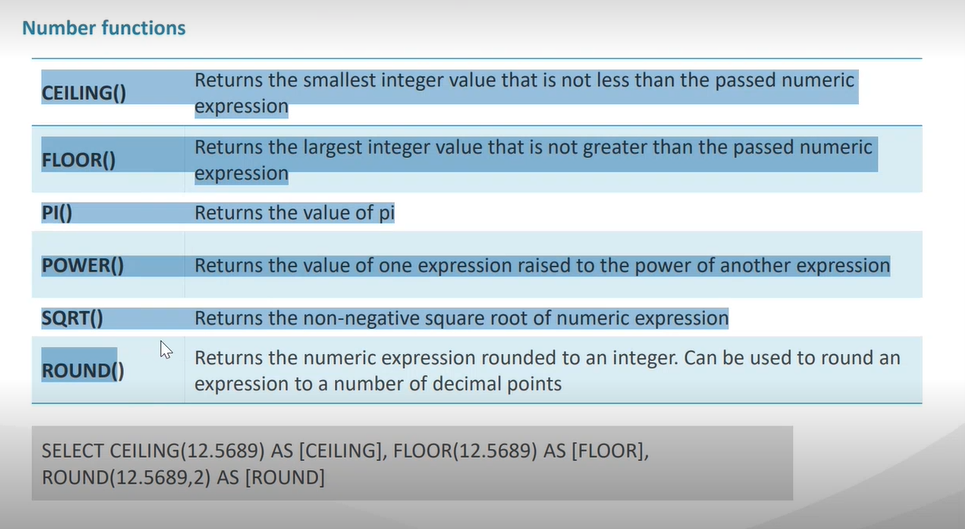 Number functions
CEILING()
Returns the smallest integer value that is not less than the passed numeric
expression
FLOOR()
Returns the largest integer value that is not greater than the passed numeric
expression
PI()
Returns the value of pi
POWER()
Returns the value of one expression raised to the power of another expression
SQRT()
Returns the non-negative square root of numeric expression
ROUND()
Returns the numeric expression rounded to an integer. Can be used to round an
expression to a number of decimal points
SELECT CEILING(12.5689) AS [CEILING], FLOOR(12.5689) AS [FLOOR],
ROUND(12.5689,2) AS [ROUND]